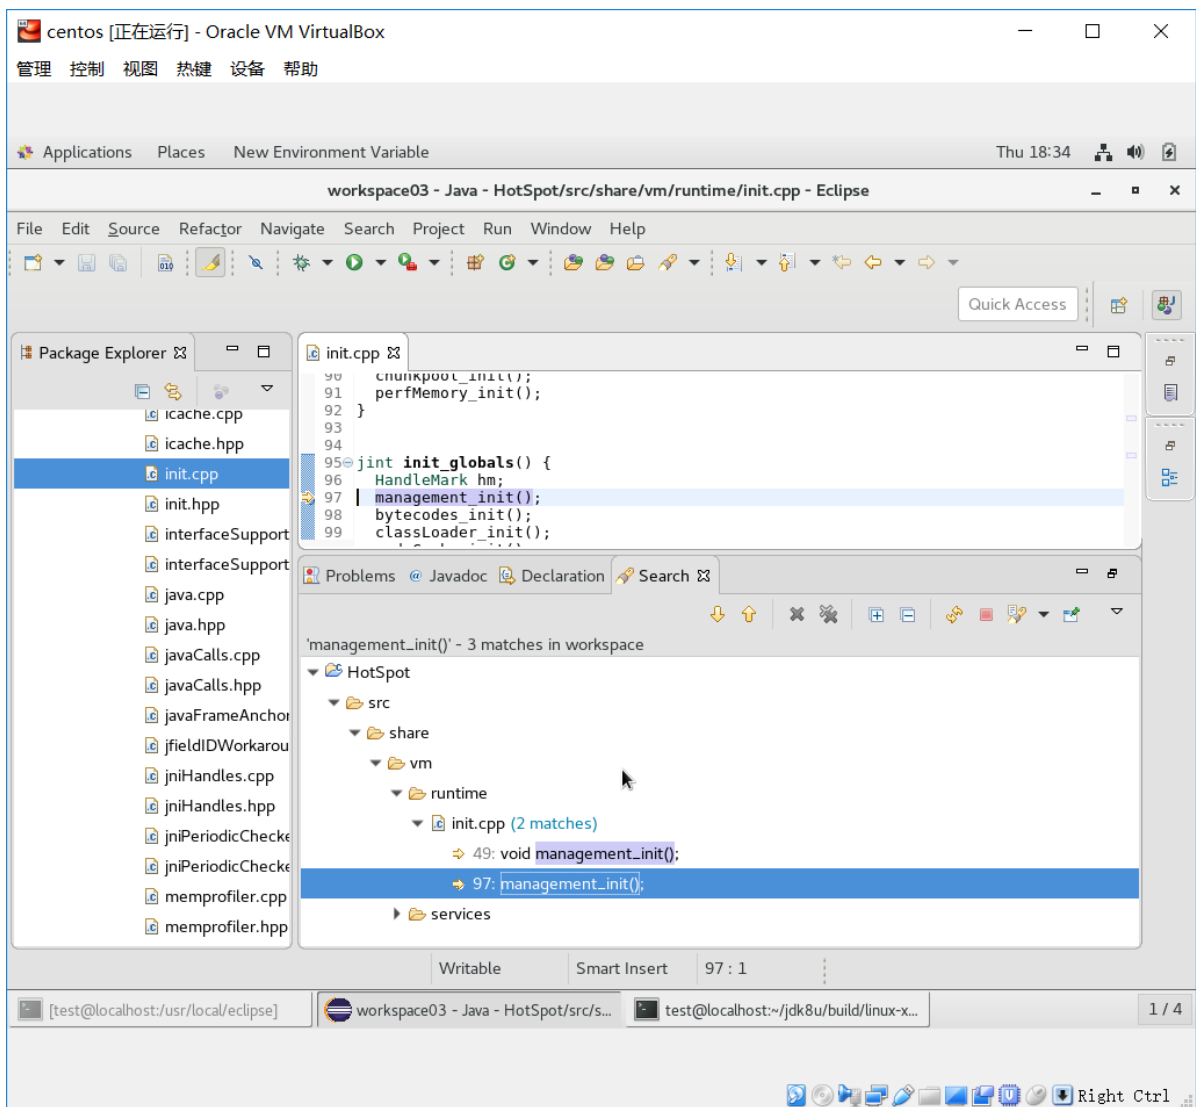 centos [正在运行] - Oracle VM VirtualBox
管理 控制 视图 热键 设备 帮助
Applications Places New Environment Variable Thu 18:34
workspace03 - Java - HotSpot/src/share/vm/runtime/init.cpp - Eclipse
File Edit Source Refactor Navigate Search Project Run Window Help
Quick Access
Package Explorer
icache.cpp
icache.hpp
init.cpp
init.hpp
interfaceSupport
interfaceSupport
java.cpp
java.hpp
javaCalls.cpp
javaCalls.hpp
javaFrameAnchor
jfieldIDWorkarou
jniHandles.cpp
jniHandles.hpp
jniPeriodicChecke
jniPeriodicChecke
memprofiler.cpp
memprofiler.hpp
init.cpp
90 chunkpool_init();
91 perfMemory_init();
92 }
93
94
95 jint init_globals() {
96 HandleMark hm;
97 management_init();
98 bytecodes_init();
99 classLoader_init();
Problems @ Javadoc Declaration Search
'management_init()' - 3 matches in workspace
HotSpot
src
share
vm
runtime
init.cpp (2 matches)
49: void management_init();
97: management_init();
services
Writable Smart Insert 97 : 1
[test@localhost:/usr/local/eclipse] workspace03 - Java - HotSpot/src/s... test@localhost:~/jdk8u/build/linux-x... 1 / 4
Right Ctrl